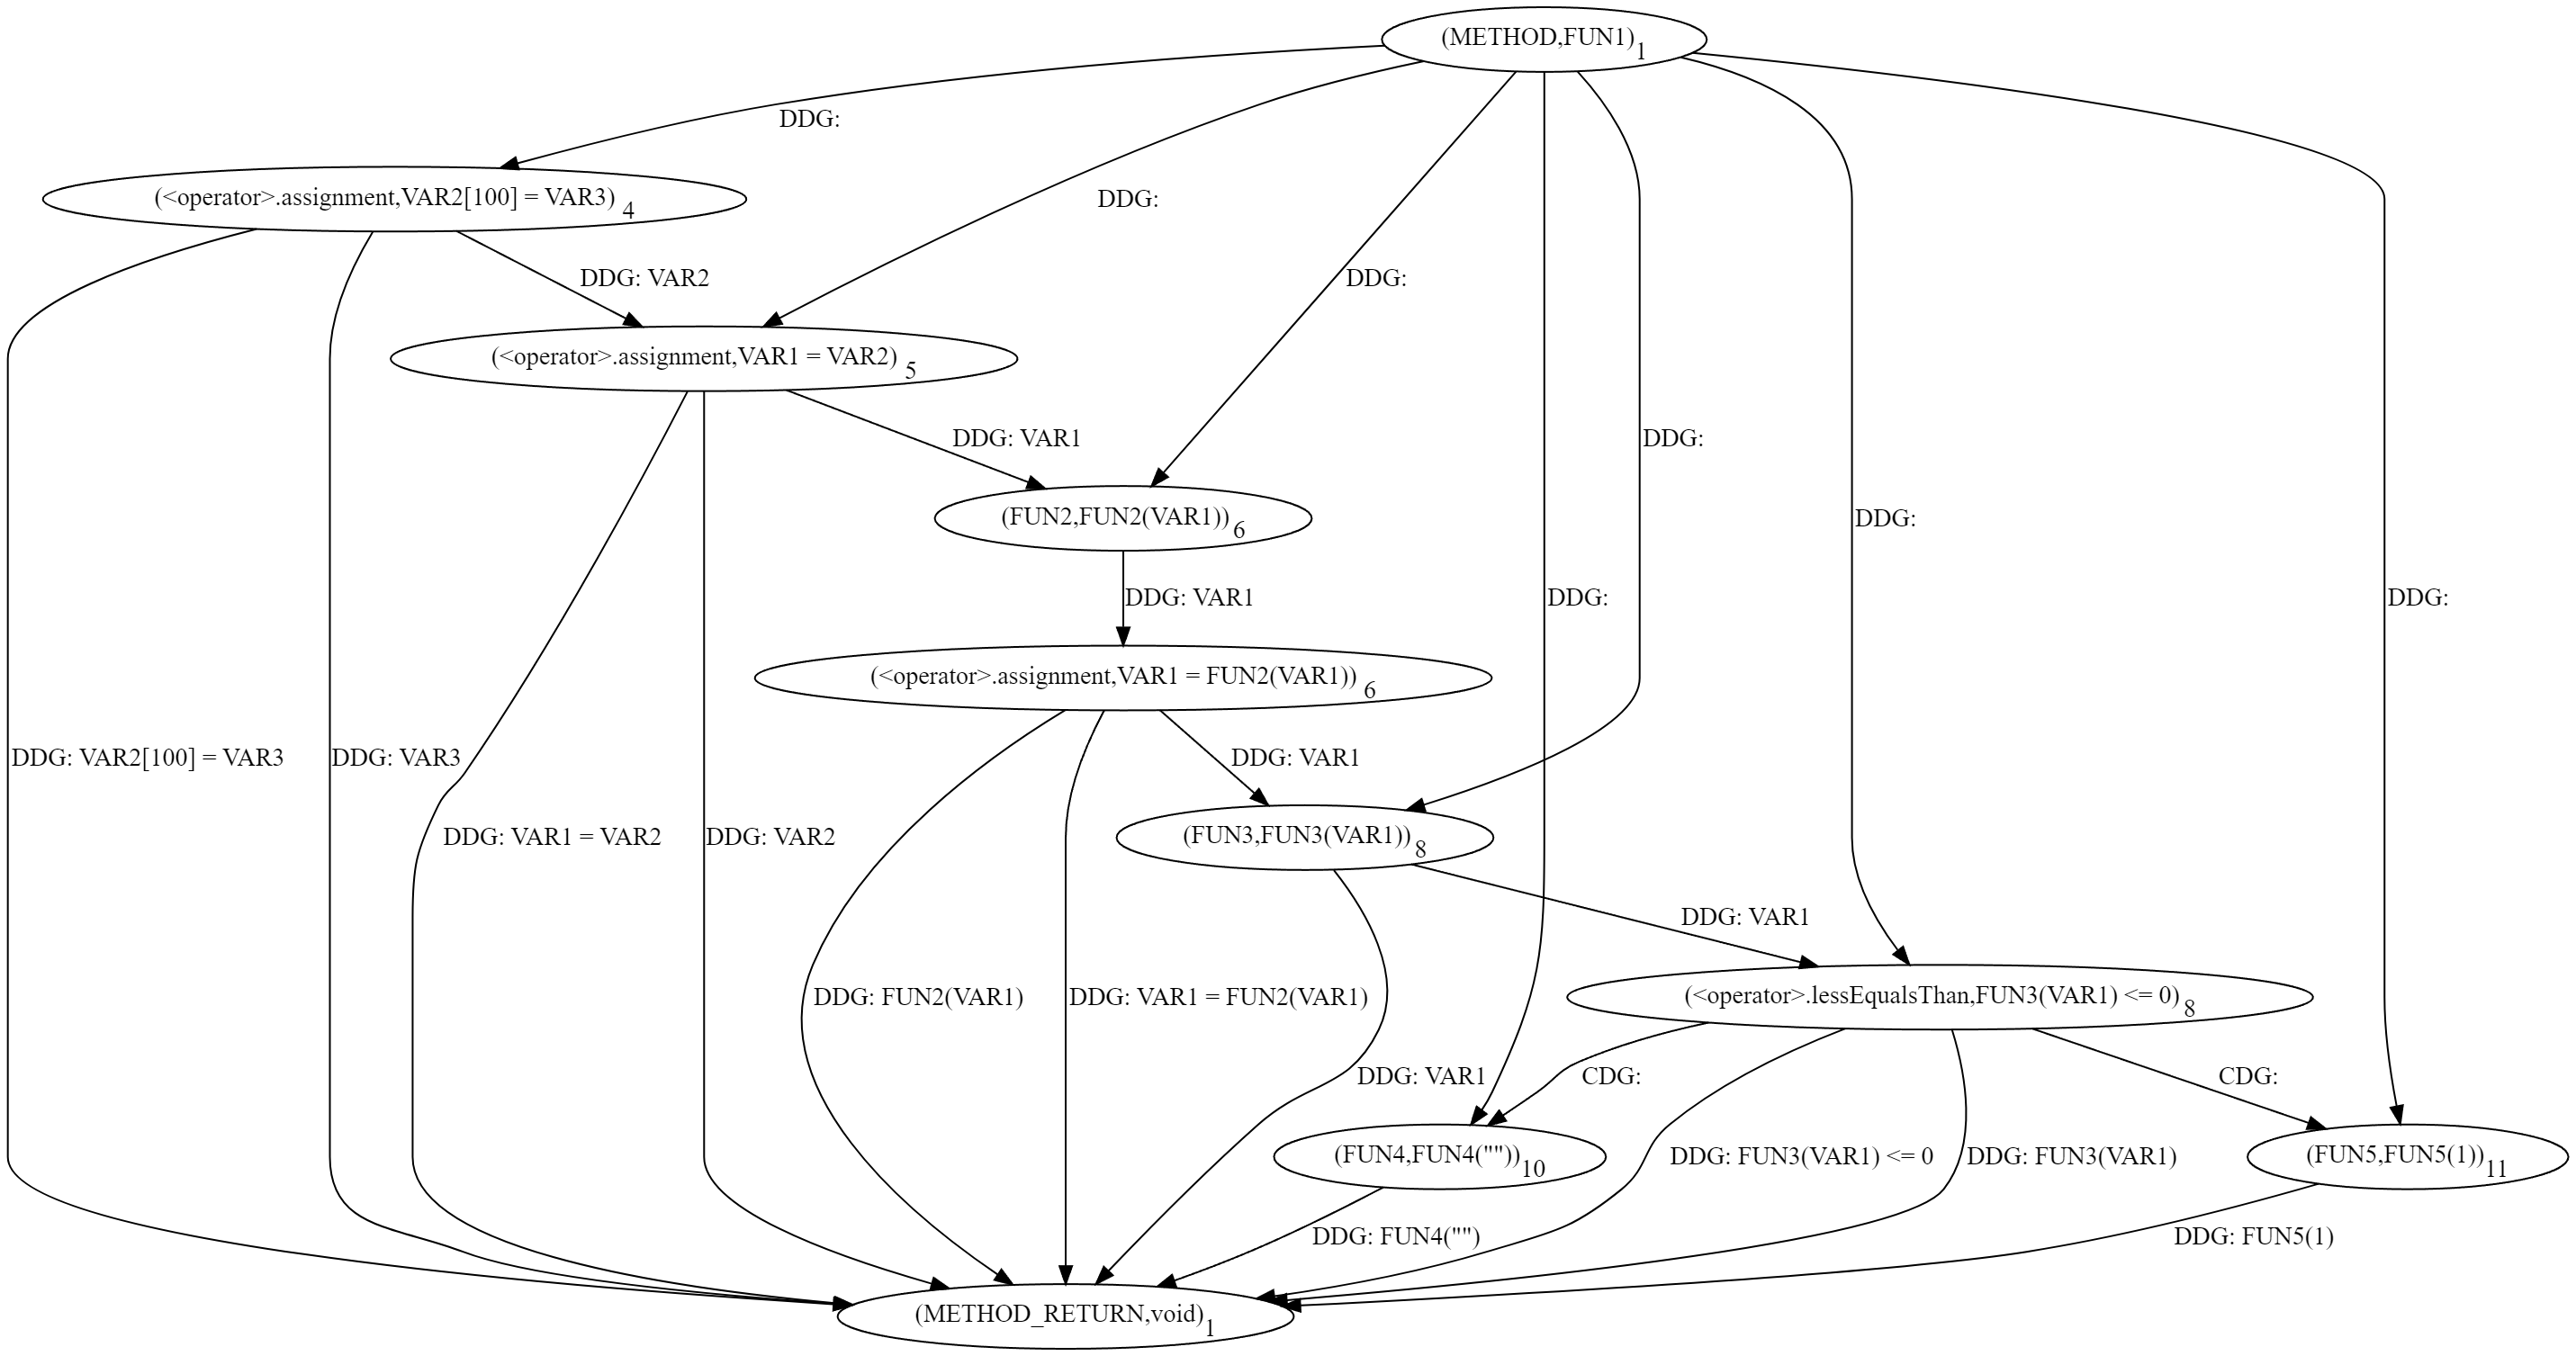 (METHOD,FUN1)1
DDG:
(<operator>.assignment,VAR2[100] = VAR3) 4
DDG:
DDG: VAR2
DDG:
(<operator>.assignment,VAR1 = VAR2) 5
DDG: VAR1
DDG:
(FUN2,FUN2(VAR1))6
DDG:
DDG: VAR1
DDG:
DDG:
(<operator>.assignment,VAR1 = FUN2(VAR1)) 6
DDG: VAR2[100] = VAR3
DDG: VAR3
DDG: VAR1
DDG: VAR1 = VAR2
DDG: VAR2
(FUN3,FUN3(VAR1))8
DDG: VAR1
DDG: FUN2(VAR1)
DDG: VAR1 = FUN2(VAR1)
(<operator>.lessEqualsThan,FUN3(VAR1) <= 0)8
DDG: VAR1
CDG:
CDG:
(FUN4,FUN4(""))10
DDG: FUN3(VAR1) <= 0
DDG: FUN3(VAR1)
(FUN5,FUN5(1))11
DDG: FUN4("")
DDG: FUN5(1)
(METHOD_RETURN,void)1